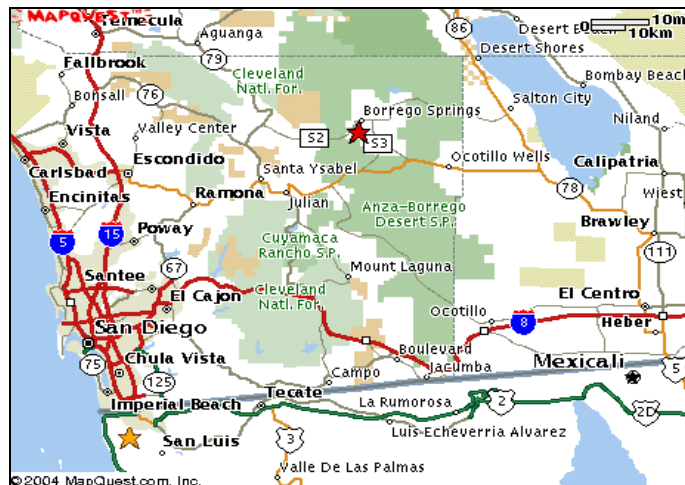 MAPQUEST
TM
Temecula
Aguanga
79
86
Desert Beach
Desert Shores
0
10m
10km
Fallbrook
Cleveland
Natl. For.
Bombay Beach
Bonsall
76
Borrego Springs
Salton City
Niland
Vista
Valley Center
S2
S3
Escondido
Santa Ysabel
Ocotillo Wells
Calipatria
Carlsbad
Encinitas
Ramona
Julian
78
Anza-Borrego
Desert S.P.
Brawley
5
15
Poway
Cuyamaca
Rancho S.P.
111
Santee
67
Mount Laguna
El Cajon
Cleveland
Natl. For.
Ocotillo
8
El Centro
Heber
San Diego
75
Chula Vista
125
Boulevard
Campo
Jacumba
Mexicali
5
Imperial Beach
Tecate
La Rumorosa
2
2D
San Luis
3
Luis Echeverria Alvarez
Valle De Las Palmas
©2004 MapQuest.com, Inc.